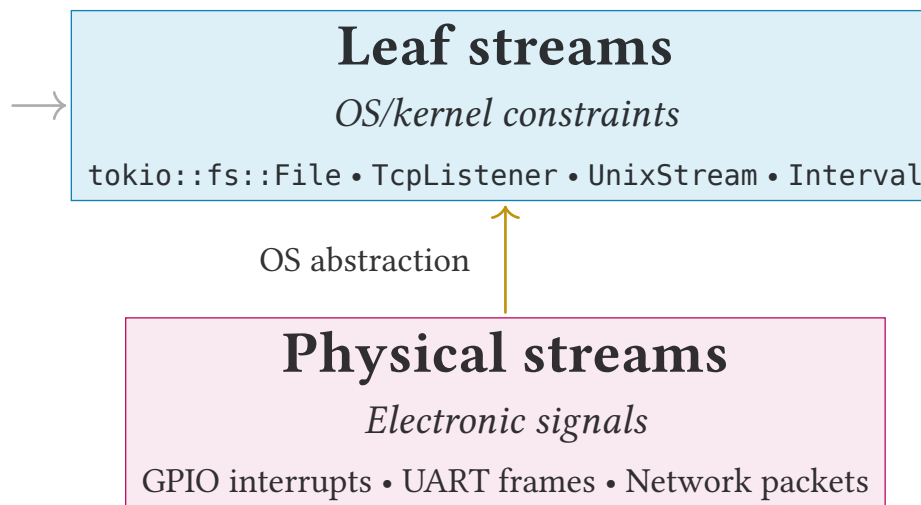 Leaf streams
OS/kernel constraints
tokio::fs::File • TcpListener • UnixStream • Interval
OS abstraction
Physical streams
Electronic signals
GPIO interrupts • UART frames • Network packets